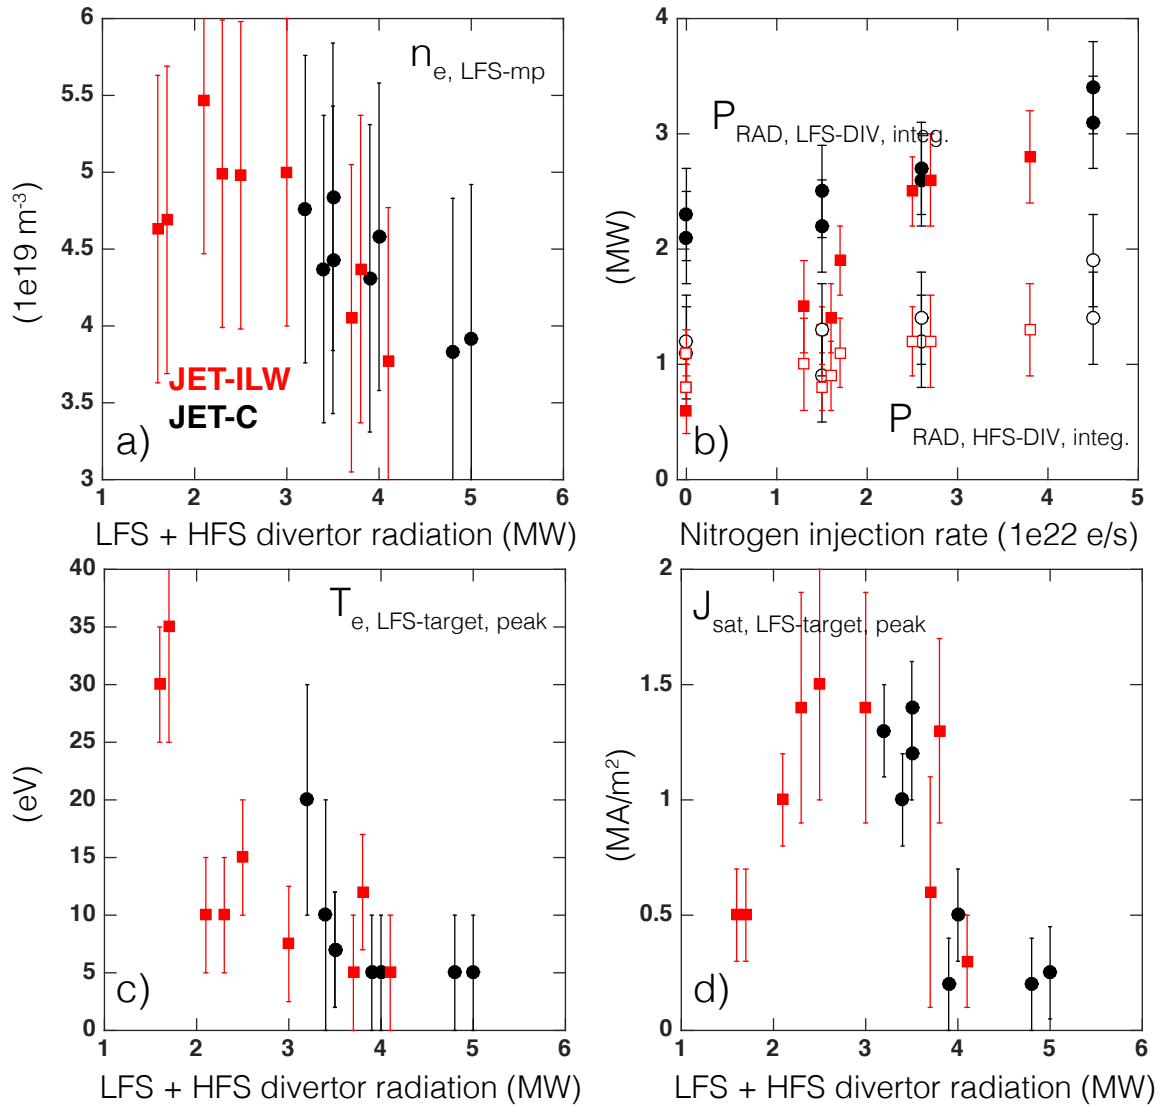 6
5.5
5
4.5
4
3.5
3
(1e19 m-3)
ne, LFS-mp
JET-ILW
JET-C
a)
1 2 3 4 5 6
LFS + HFS divertor radiation (MW)
4
3
2
1
0
(MW)
PRAD, LFS-DIV, integ.
PRAD, HFS-DIV, integ.
b)
0 1 2 3 4 5
Nitrogen injection rate (1e22 e/s)
40
35
30
25
20
15
10
5
0
(eV)
Te, LFS-target, peak
c)
1 2 3 4 5 6
LFS + HFS divertor radiation (MW)
2
1.5
1
0.5
0
(MA/m2)
Jsat, LFS-target, peak
d)
1 2 3 4 5 6
LFS + HFS divertor radiation (MW)